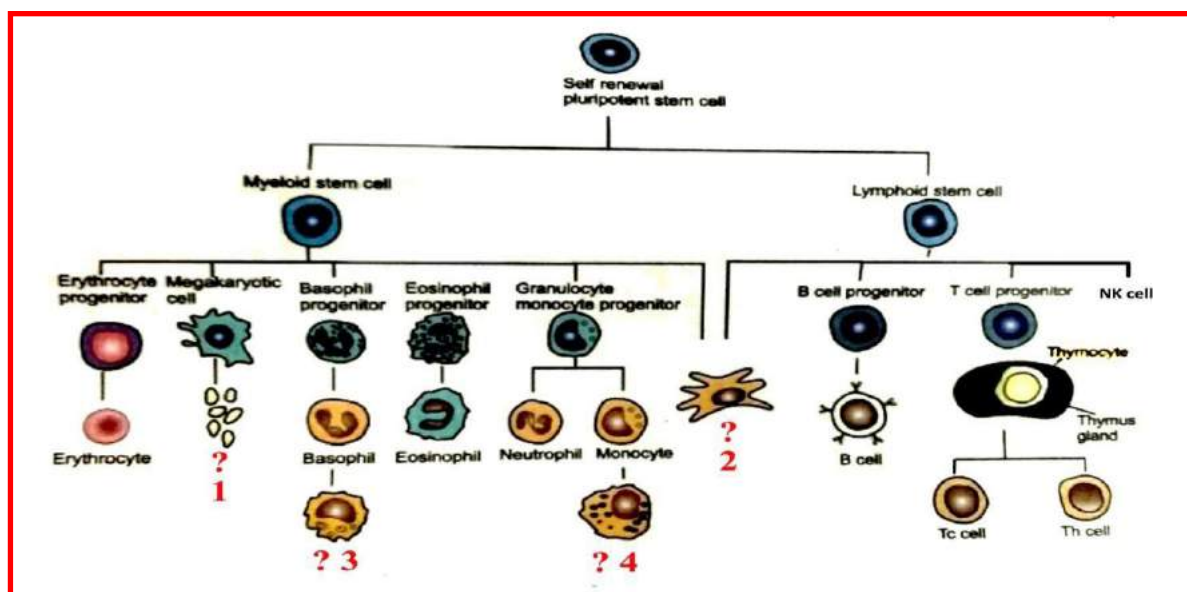 Self renewal
pluripotent stem cell
Myeloid stem cell
Lymphoid stem cell
Erythrocyte
progenitor
Megakaryotic
cell
Basophil
progenitor
Eosinophil
progenitor
Granulocyte
monocyte progenitor
B cell progenitor
T cell progenitor
NK cell
Thymocyte
Thymus
gland
Erythrocyte
?
1
Basophil
Eosinophil
Neutrophil
Monocyte
?
2
B cell
Tc cell
Th cell
? 3
? 4